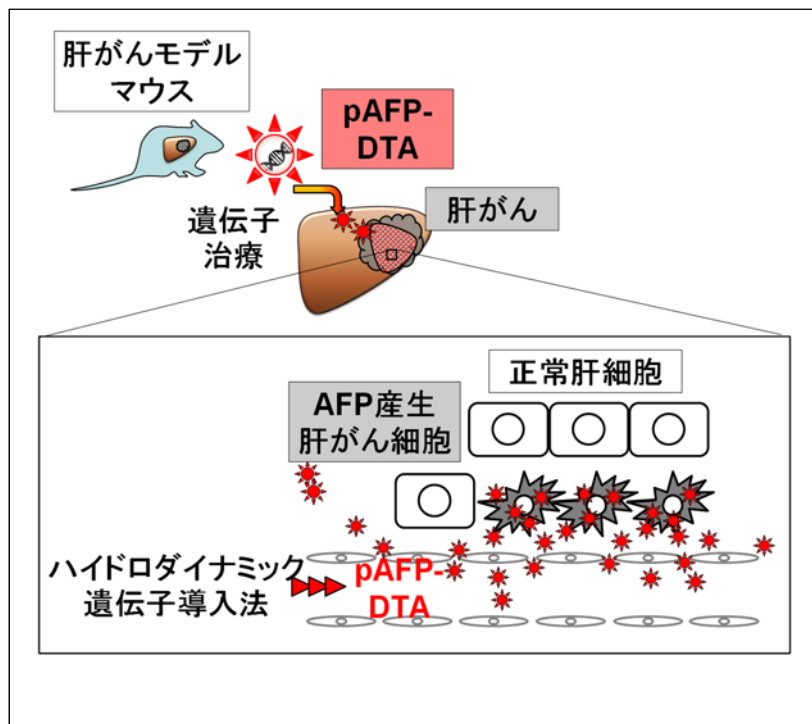 肝がんモデル
マウス
pAFP-
DTA
遺伝子
治療
肝がん
正常肝細胞
AFP産生
肝がん細胞
ハイドロダイナミック
遺伝子導入法
pAFP-
DTA